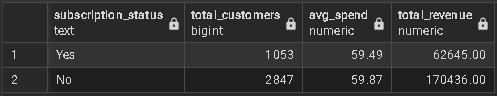 subscription_status text total_customers bigint avg_spend numeric total_revenue numeric
1 Yes 1053 59.49 62645.00
2 No 2847 59.87 170436.00